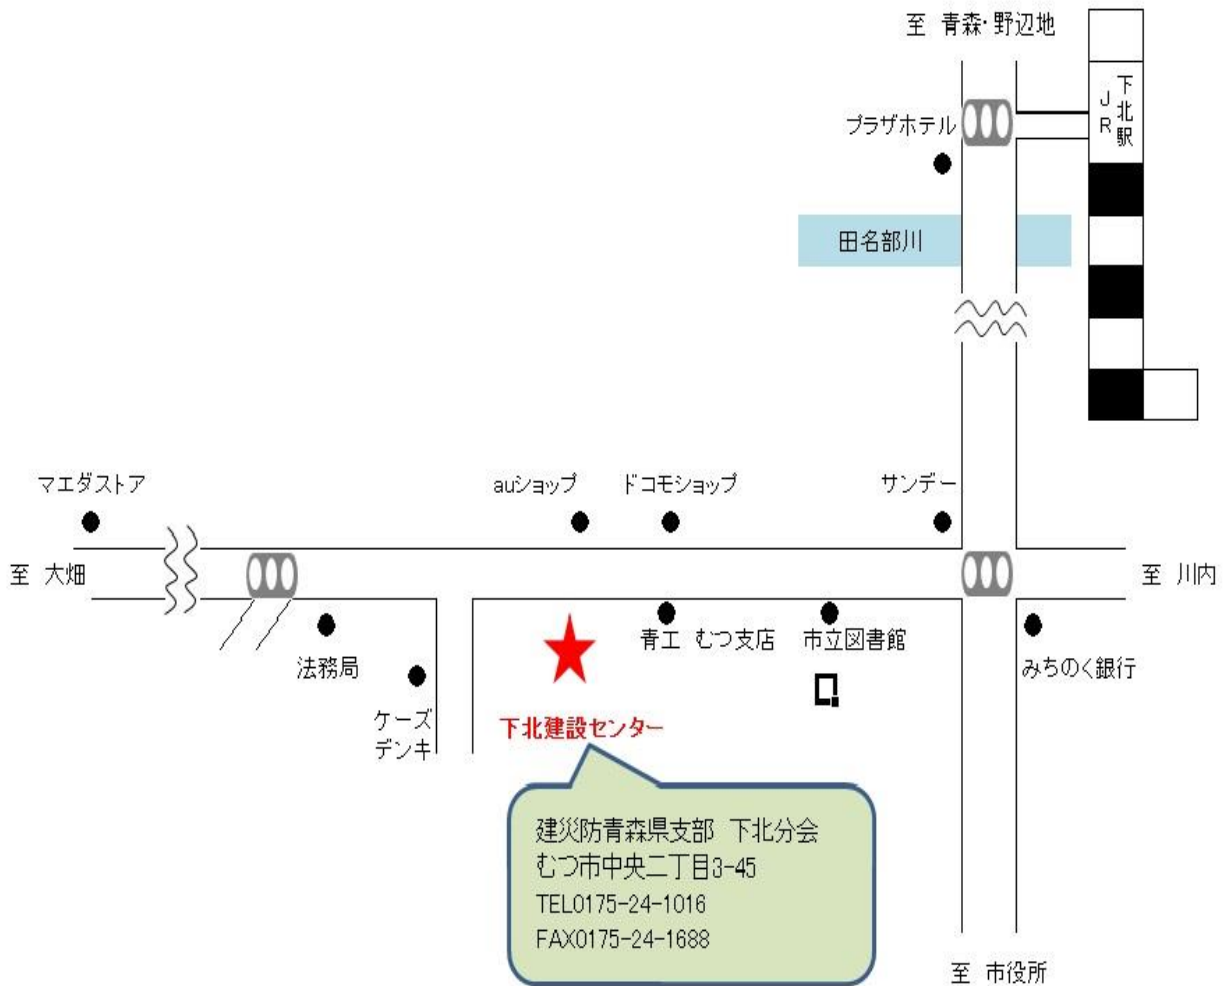 至 青森・野辺地
JR
下北駅
プラザホテル
田名部川
マエダストア
auショップ
ドコモショップ
サンデー
至 大畑
至 川内
法務局
青工 むつ支店
市立図書館
みちのく銀行
ケーズ
デンキ
下北建設センター
建災防青森県支部 下北分会
むつ市中央二丁目3-45
TEL0175-24-1016
FAX0175-24-1688
至 市役所